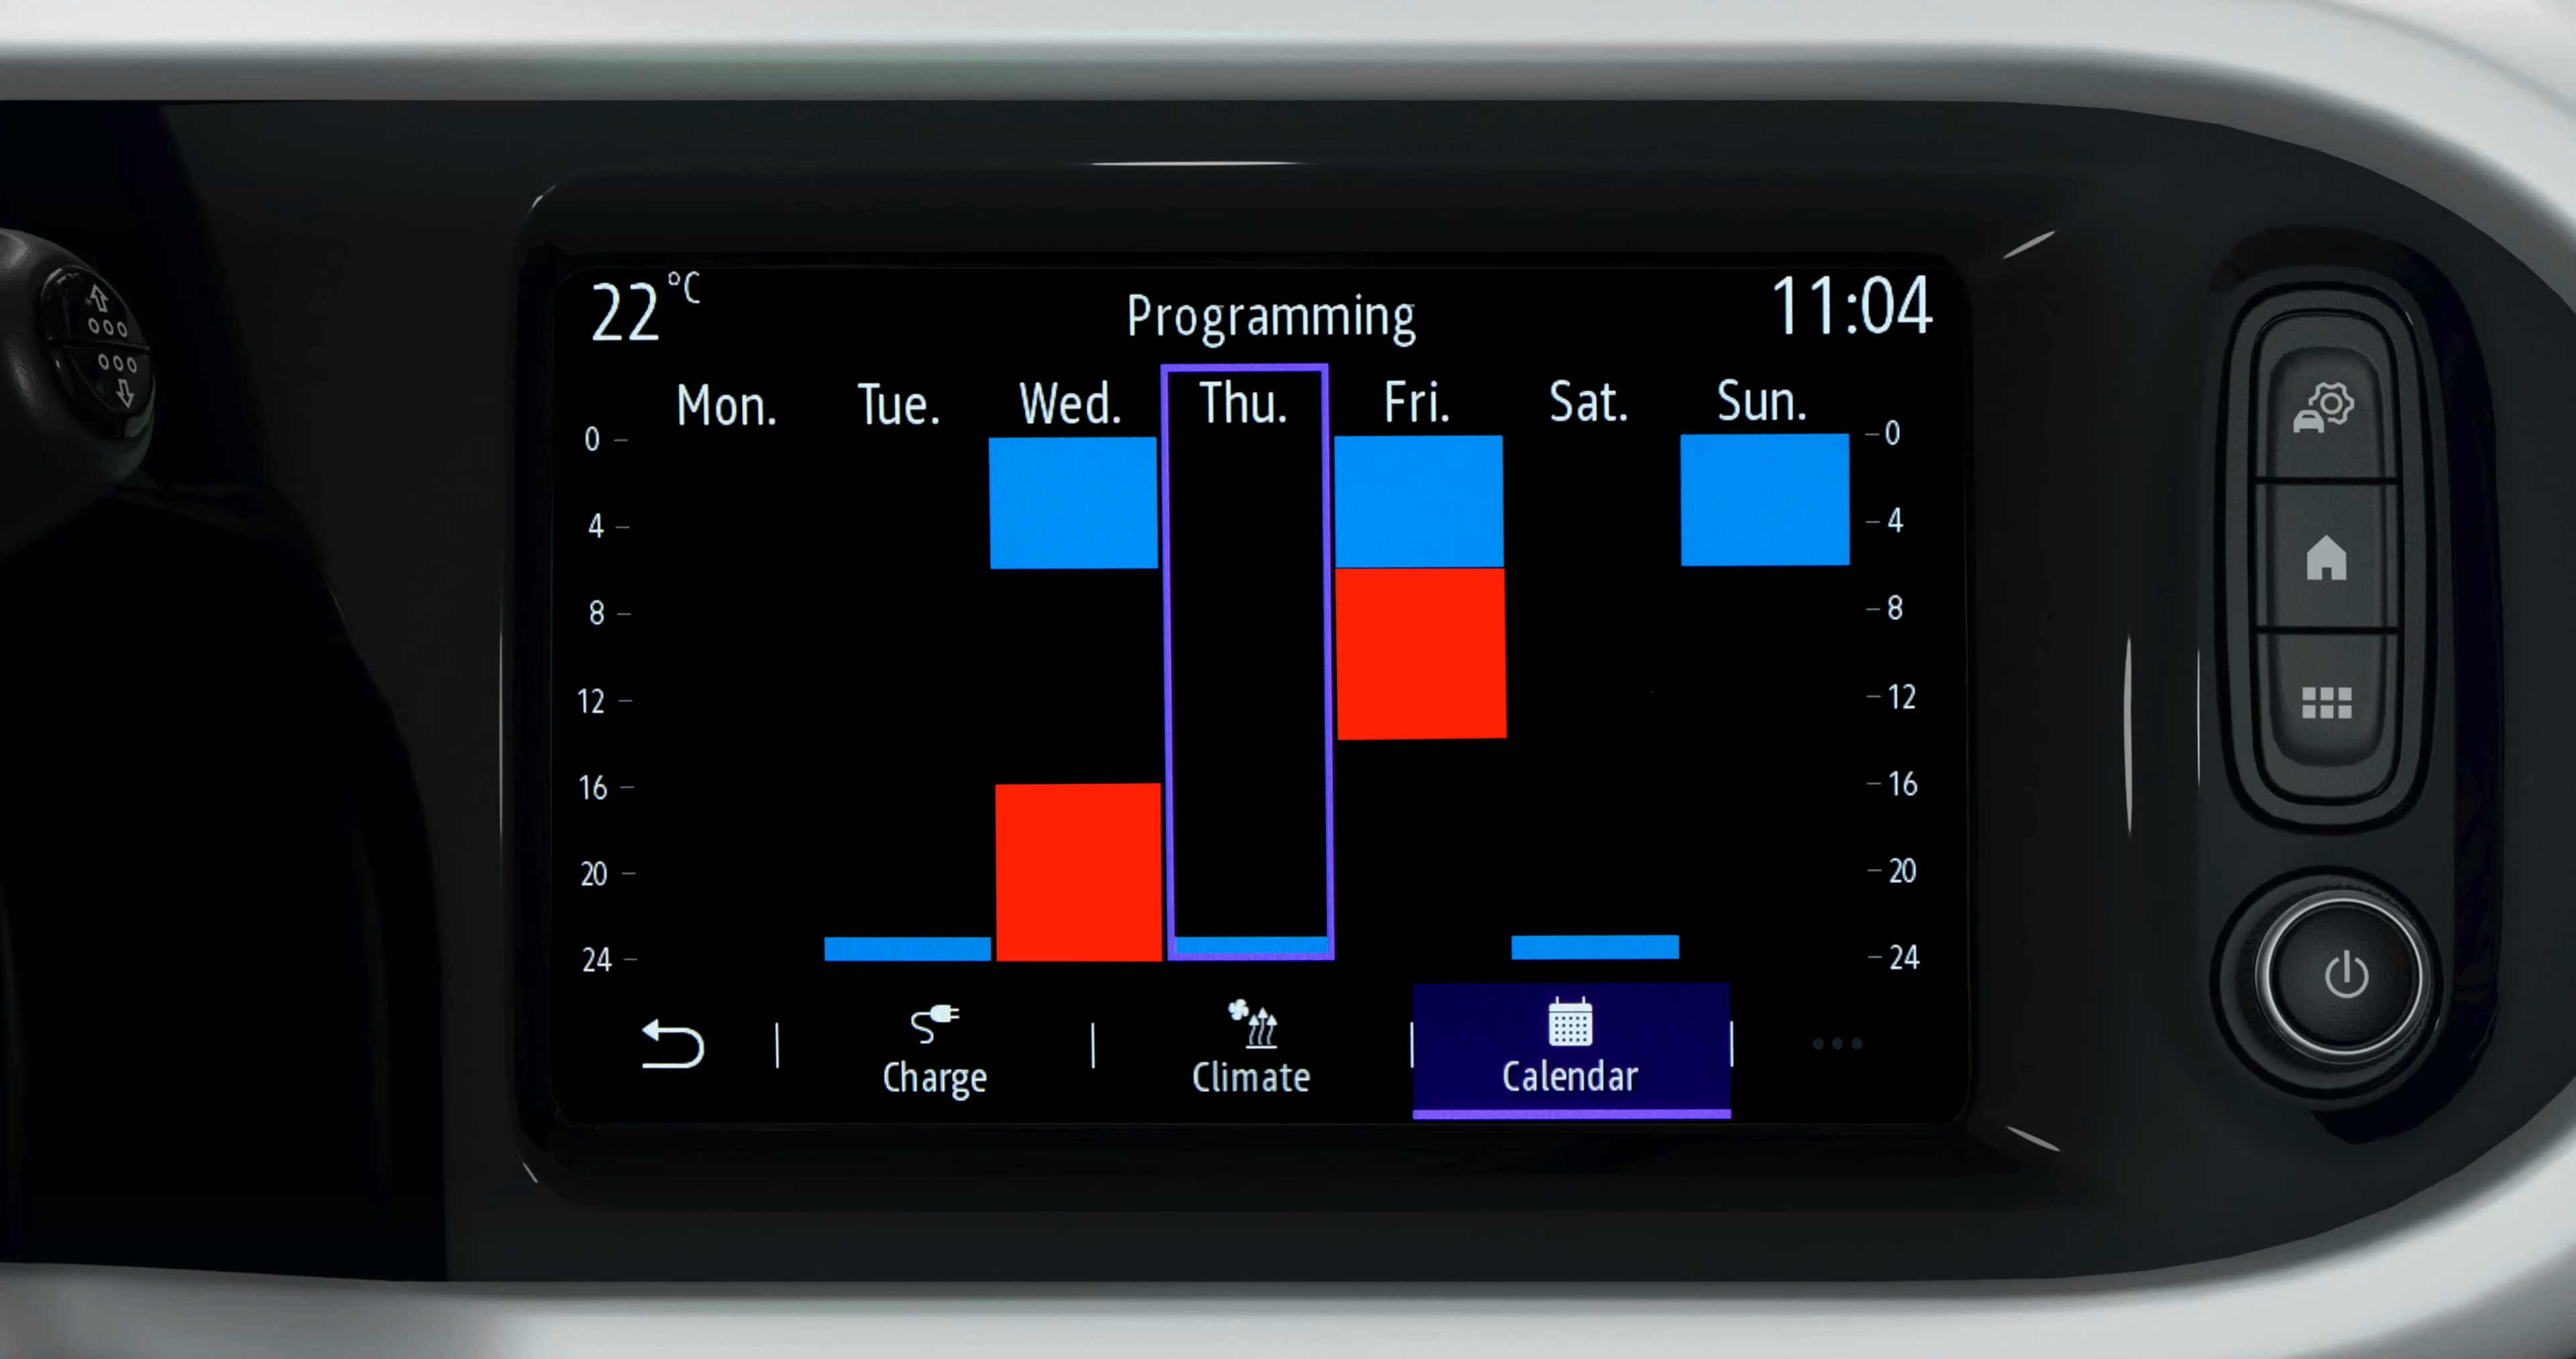 22 °C
Programming
11:04
Mon. Tue. Wed. Thu. Fri. Sat. Sun.
0 0
4 4
8 8
12 12
16 16
20 20
24 24
Charge
Climate
Calendar